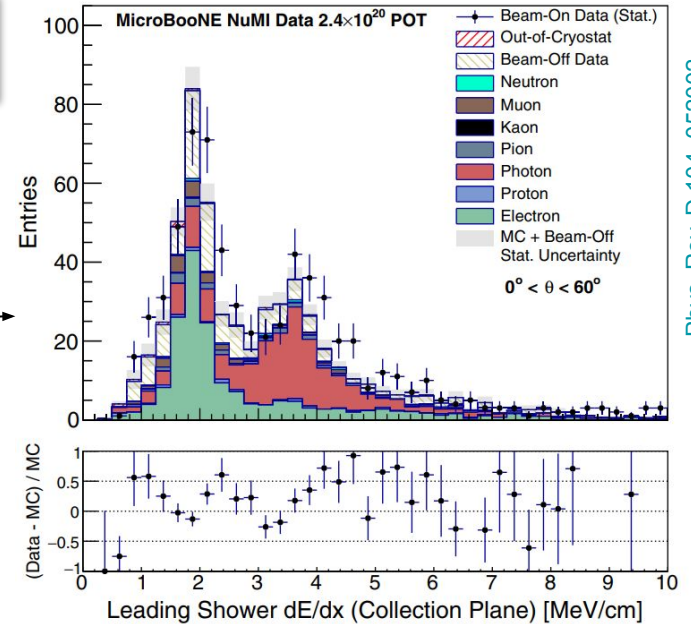 MicroBooNE NuMI Data 2.4×10²⁰ POT
Beam-On Data (Stat.)
Out-of-Cryostat
Beam-Off Data
Neutron
Muon
Kaon
Pion
Photon
Proton
Electron
MC + Beam-Off
Stat. Uncertainty
0° < θ < 60°
Entries
100
80
60
40
20
0
(Data - MC) / MC
1
0.5
0
−0.5
−1
0 1 2 3 4 5 6 7 8 9 10
Leading Shower dE/dx (Collection Plane) [MeV/cm]